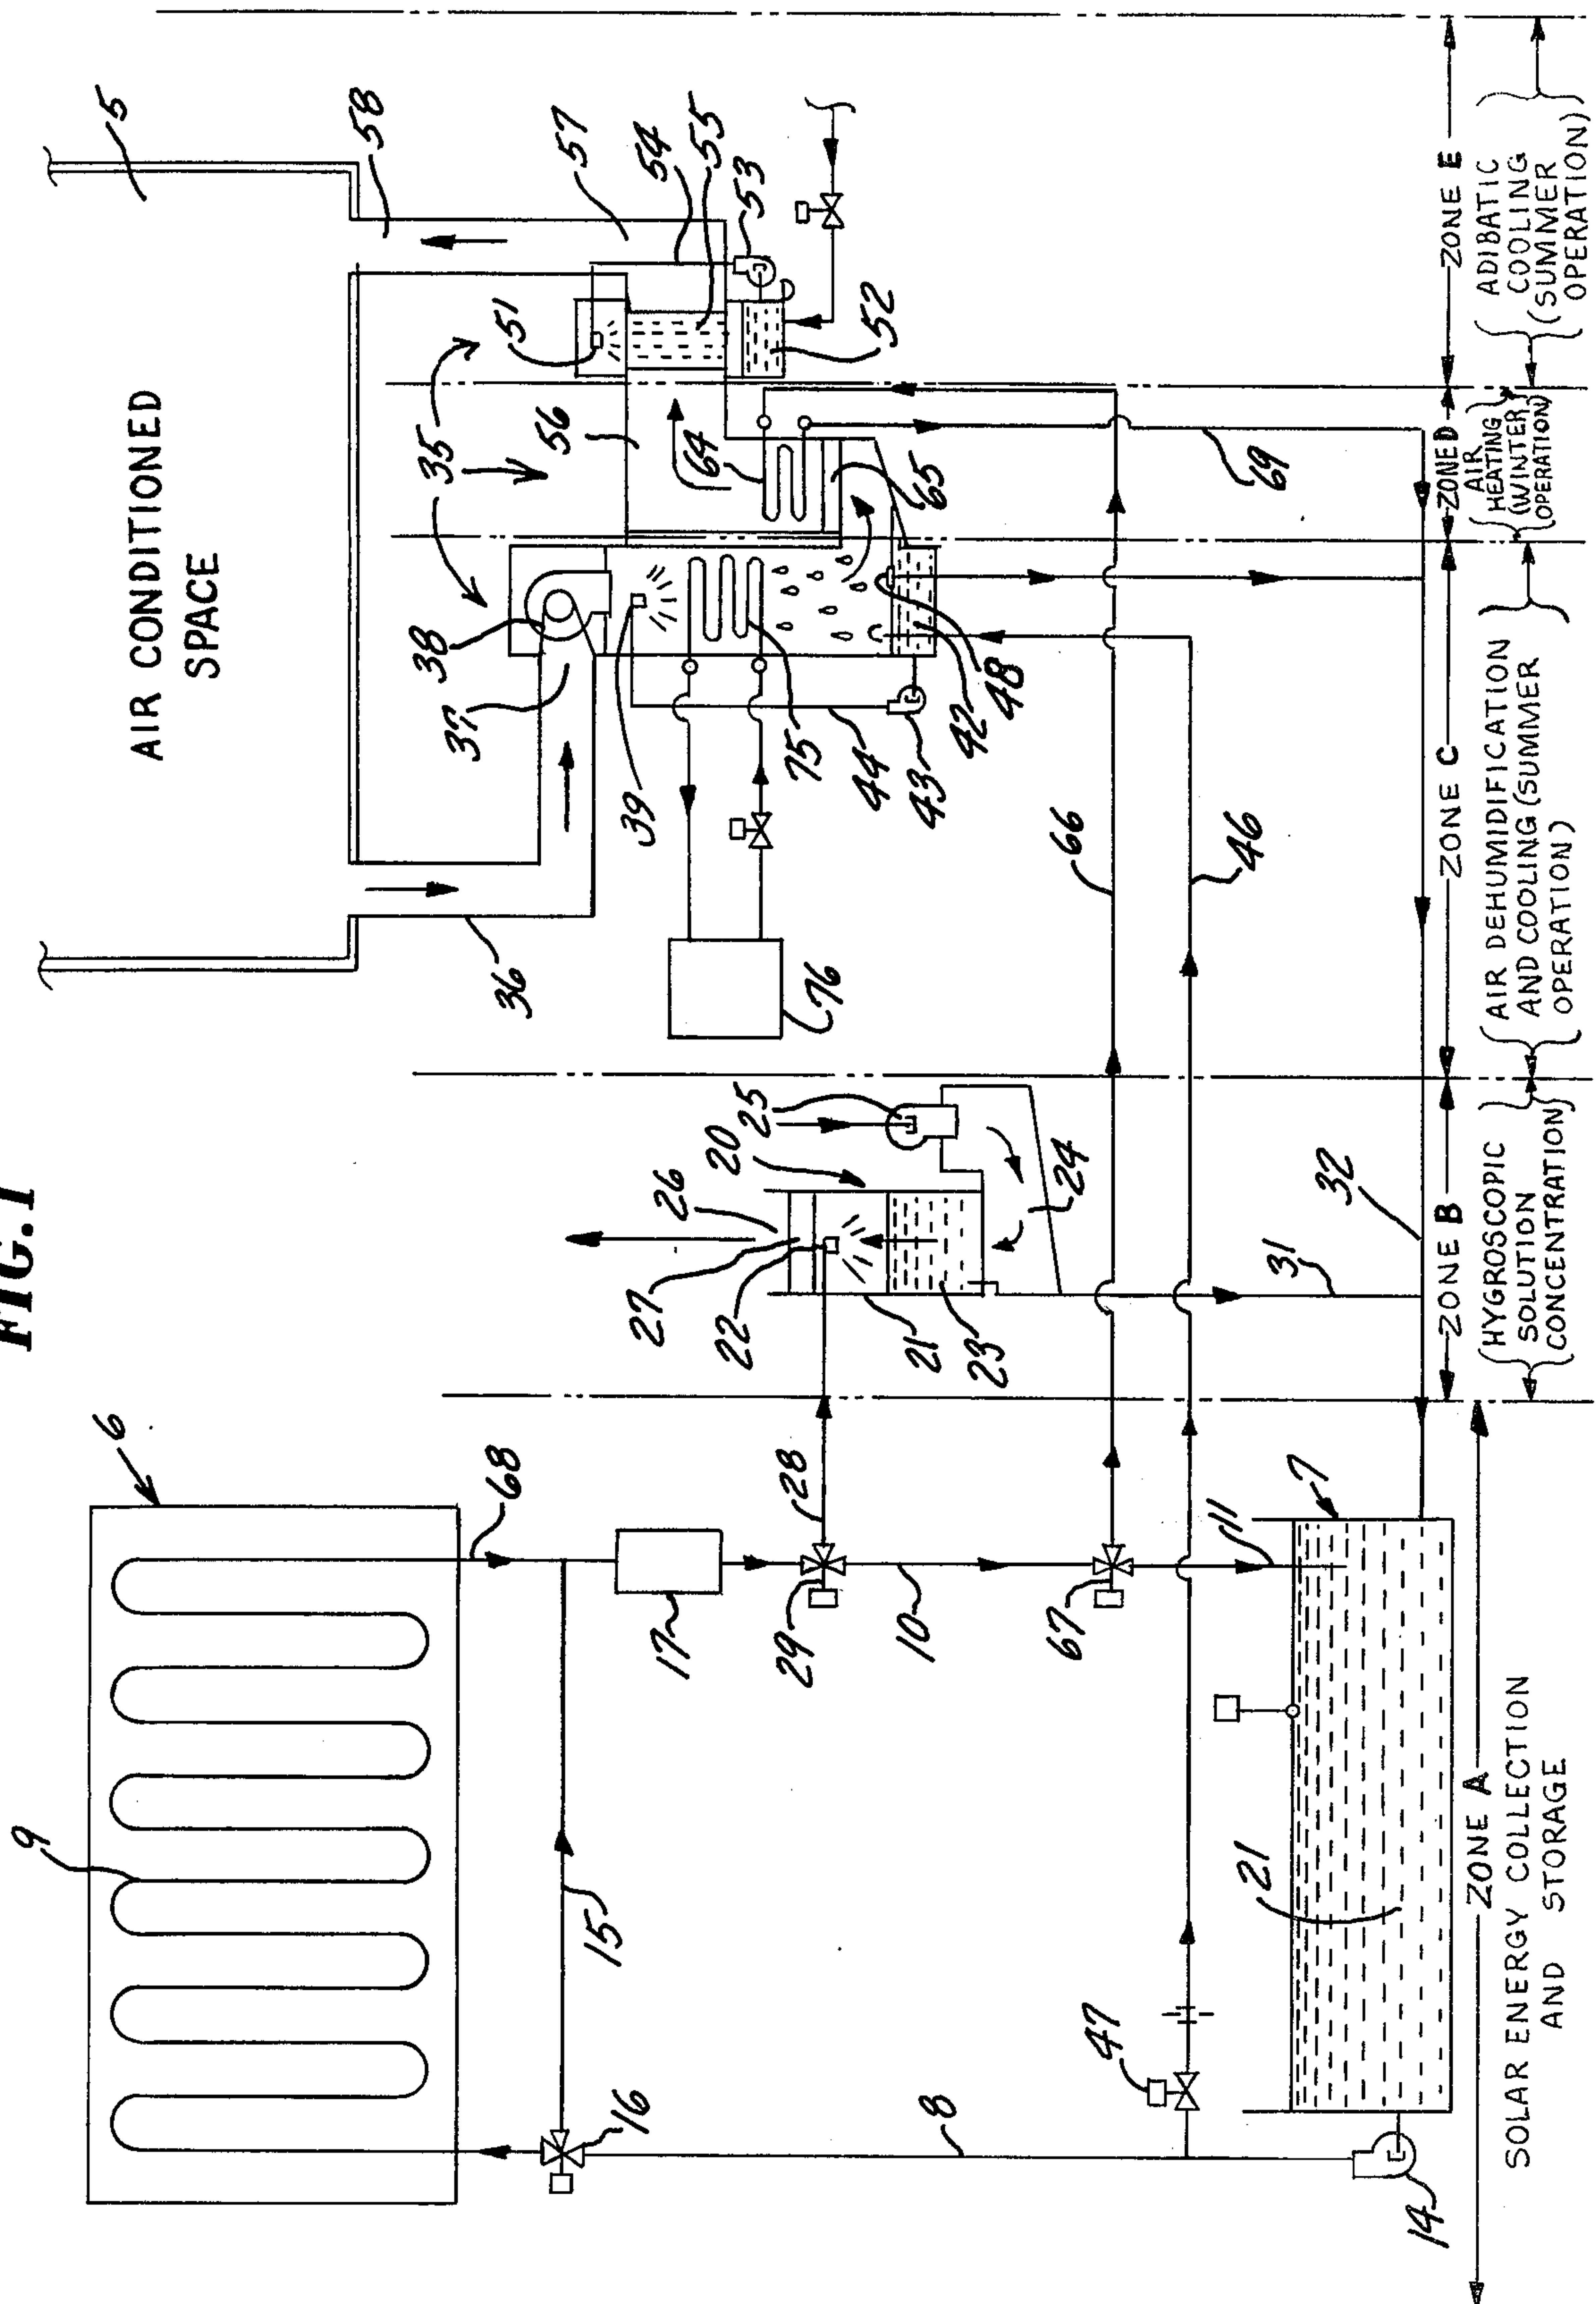 FIG.1
AIR CONDITIONED
SPACE
5
58
57
54
55
53
51
52
35
56
64
65
69
38
37
39
75
44
43
42
48
36
76
66
46
26
20
25
27
22
21
23
24
31
32
6
9
68
15
16
17
28
29
10
67
11
7
21
47
8
14
ZONE A
SOLAR ENERGY COLLECTION
AND STORAGE
ZONE B
HYGROSCOPIC
SOLUTION
CONCENTRATION
ZONE C
AIR DEHUMIDIFICATION
AND COOLING (SUMMER
OPERATION)
ZONE D
AIR
HEATING
(WINTER
OPERATION)
ZONE E
ADIBATIC
COOLING
(SUMMER
OPERATION)